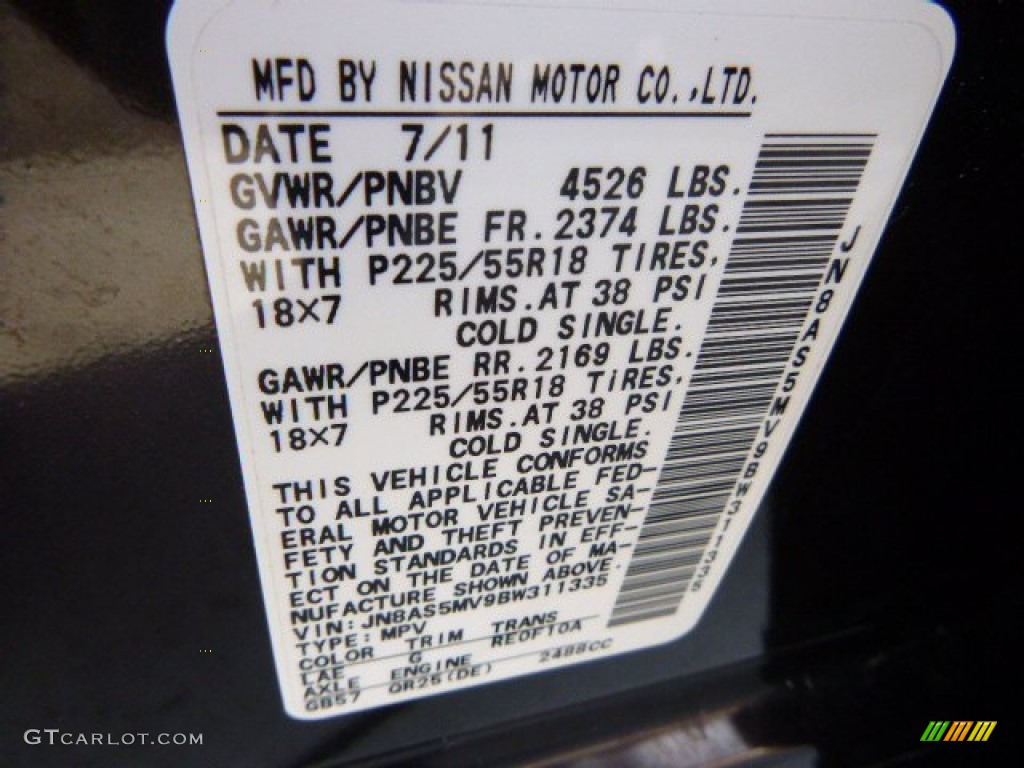 MFD BY NISSAN MOTOR CO.,LTD.
DATE 7/11
GVWR/PNBV 4526 LBS.
GAWR/PNBE FR. 2374 LBS.
WITH P225/55R18 TIRES,
18×7 RIMS.AT 38 PSI
COLD SINGLE.
GAWR/PNBE RR. 2169 LBS.
WITH P225/55R18 TIRES,
18×7 RIMS.AT 38 PSI
COLD SINGLE.
THIS VEHICLE CONFORMS
TO ALL APPLICABLE FED-
ERAL MOTOR VEHICLE SA-
FETY AND THEFT PREVEN-
TION STANDARDS IN EFF-
ECT ON THE DATE OF MA-
NUFACTURE SHOWN ABOVE.
VIN: JN8AS5MV9BW311335
TYPE: MPV
COLOR TRIM TRANS
LAE G RE0F10A
AXLE ENGINE
GB57 QR25(DE) 2488CC
JN8AS5MV9BW311335
GTCARLOT.COM